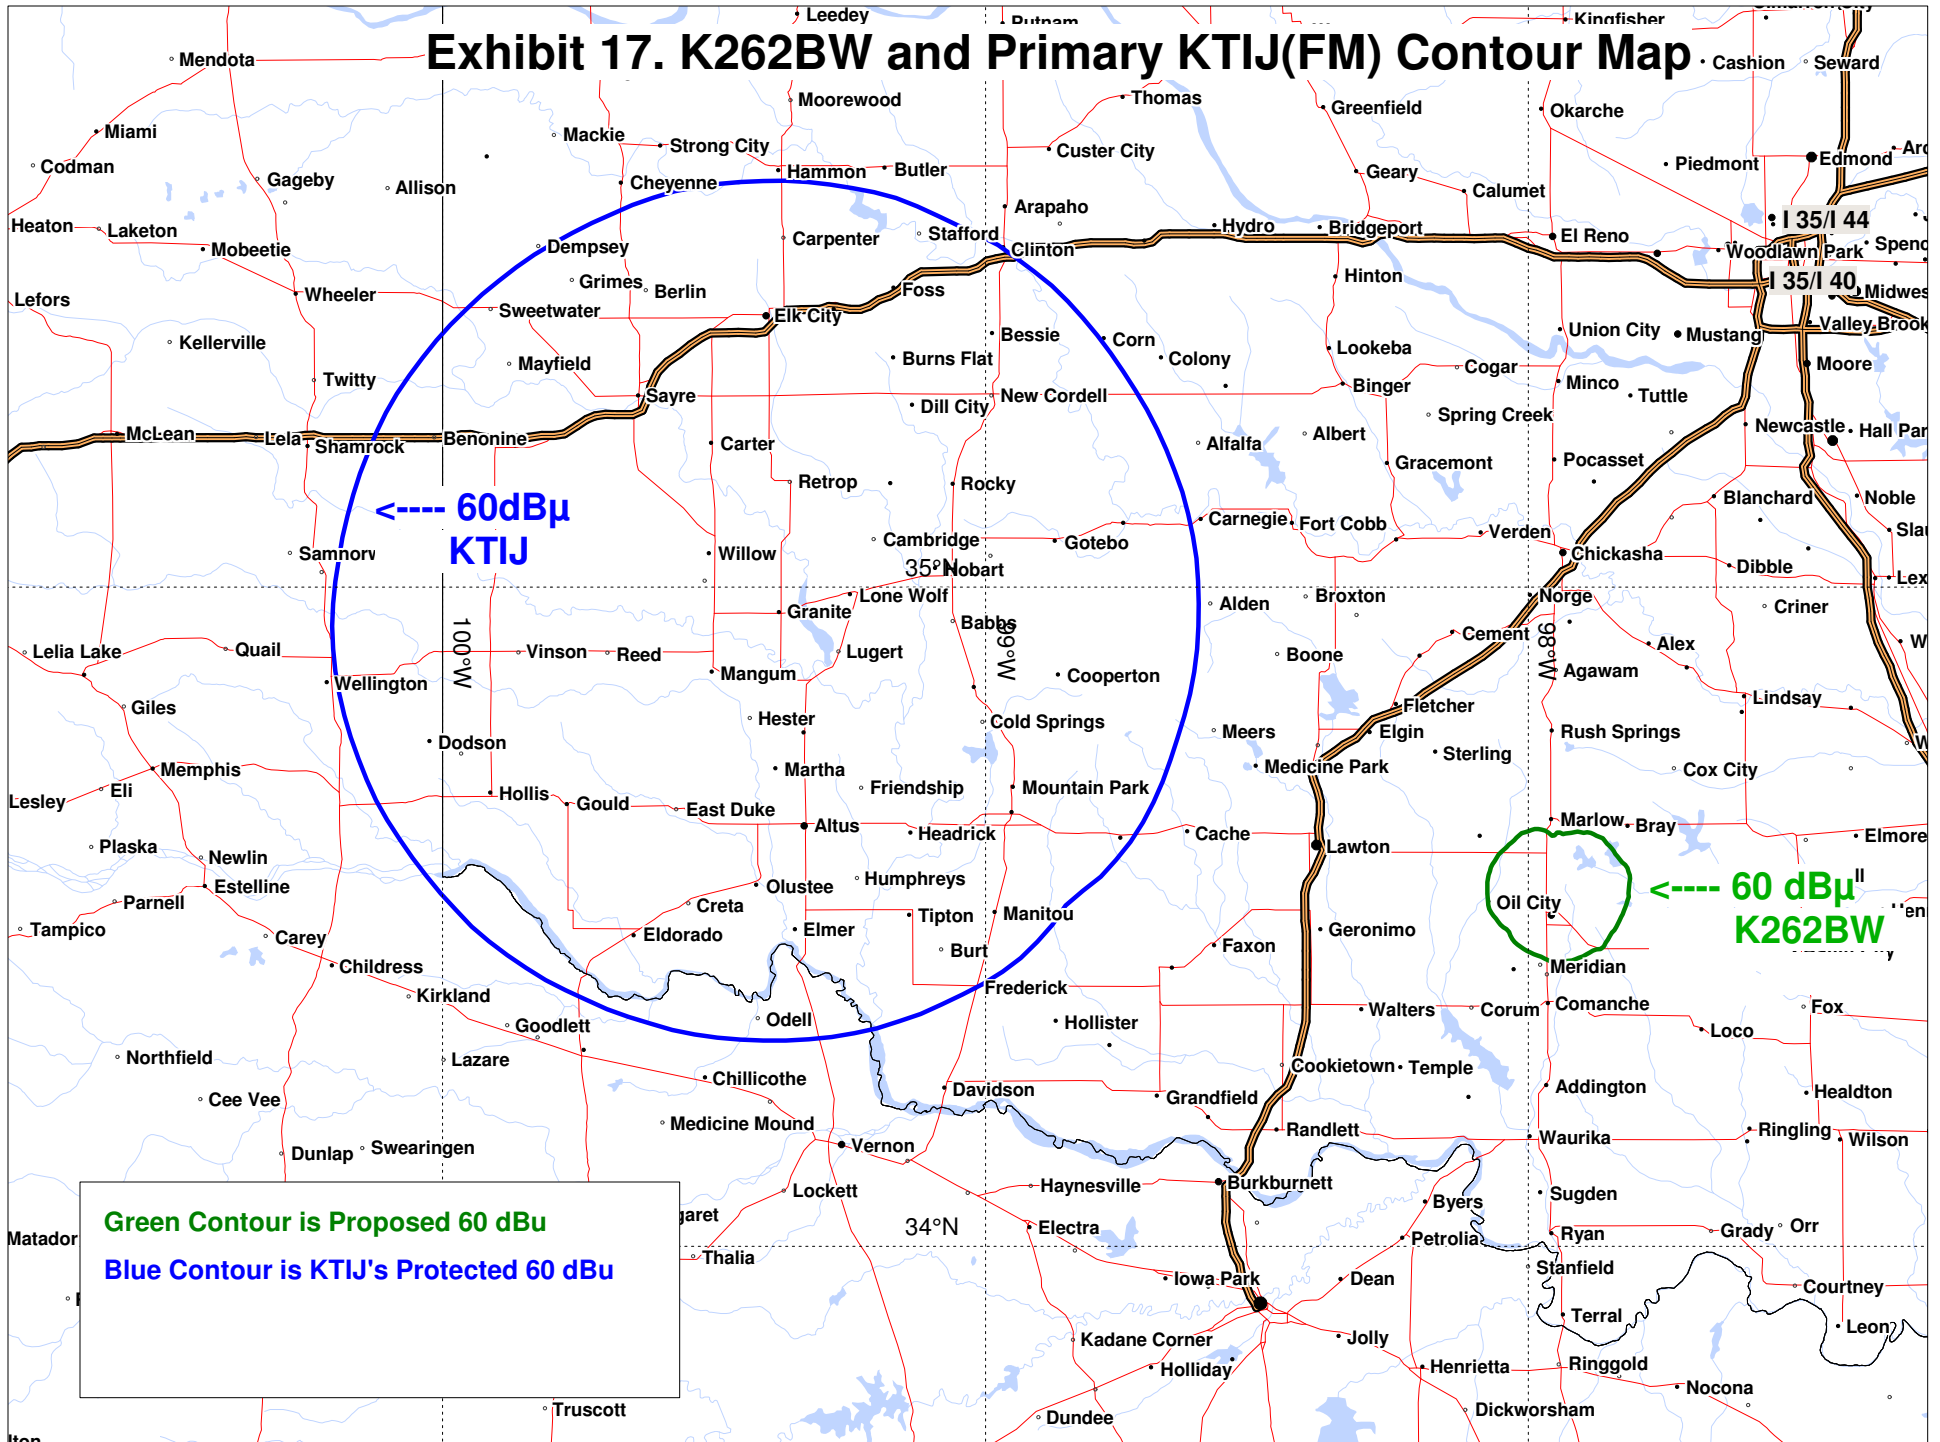 Leedey
Putnam
Kingfisher
Exhibit 17. K262BW and Primary KTIJ(FM) Contour Map
Mendota
Cashion
Seward
Moorewood
Thomas
Greenfield
Okarche
Miami
Mackie
Strong City
Custer City
Piedmont
Edmond
Codman
Gageby
Allison
Cheyenne
Hammon
Butler
Geary
Calumet
Arapaho
I 35/I 44
Heaton
Laketon
Mobeetie
Dempsey
Carpenter
Stafford
Clinton
Hydro
Bridgeport
El Reno
Woodlawn Park
Spenc
Lefors
Wheeler
Grimes
Berlin
Foss
Hinton
I 35/I 40
Midwes
Sweetwater
Elk City
Kellerville
Mayfield
Burns Flat
Bessie
Corn
Colony
Lookeba
Union City
Mustang
Valley Brook
Moore
Twitty
Sayre
Dill City
New Cordell
Binger
Cogar
Minco
Tuttle
Spring Creek
McLean
Lela
Shamrock
Benonine
Carter
Alfalfa
Albert
Gracemont
Pocasset
Newcastle
Hall Par
Retrop
Rocky
Blanchard
Noble
<---- 60dBµ
KTIJ
Samnorw
Willow
Cambridge
Gotebo
Carnegie
Fort Cobb
Verden
Chickasha
Dibble
Slau
35°N
Hobart
Lex
Granite
Lone Wolf
Babbs
Alden
Broxton
Norge
Criner
Lelia Lake
Quail
100°W
Vinson
Reed
Lugert
99°W
Boone
Cement
98°W
Alex
W
Wellington
Mangum
Cooperton
Agawam
Giles
Hester
Cold Springs
Fletcher
Lindsay
Dodson
Meers
Elgin
Sterling
Rush Springs
W
Memphis
Martha
Medicine Park
Cox City
Lesley
Eli
Hollis
Gould
East Duke
Friendship
Mountain Park
Altus
Headrick
Cache
Lawton
Marlow
Bray
Elmore
Plaska
Newlin
Estelline
Parnell
Olustee
Humphreys
Creta
<---- 60 dBµ
K262BW
Oil City
Tampico
Carey
Eldorado
Elmer
Tipton
Manitou
Geronimo
Faxon
Burt
Childress
Meridian
Kirkland
Frederick
Walters
Corum
Comanche
Fox
Goodlett
Odell
Hollister
Loco
Northfield
Lazare
Cookietown
Temple
Chillicothe
Davidson
Grandfield
Addington
Healdton
Cee Vee
Medicine Mound
Randlett
Waurika
Ringling
Wilson
Dunlap
Swearingen
Vernon
Lockett
Haynesville
Burkburnett
Byers
Sugden
Green Contour is Proposed 60 dBu
garet
34°N
Electra
Petrolia
Ryan
Grady
Orr
Matador
Thalia
Blue Contour is KTIJ's Protected 60 dBu
Iowa Park
Dean
Stanfield
Courtney
Terral
Leon
Kadane Corner
Jolly
Holliday
Henrietta
Ringgold
Nocona
Truscott
Dundee
Dickworsham